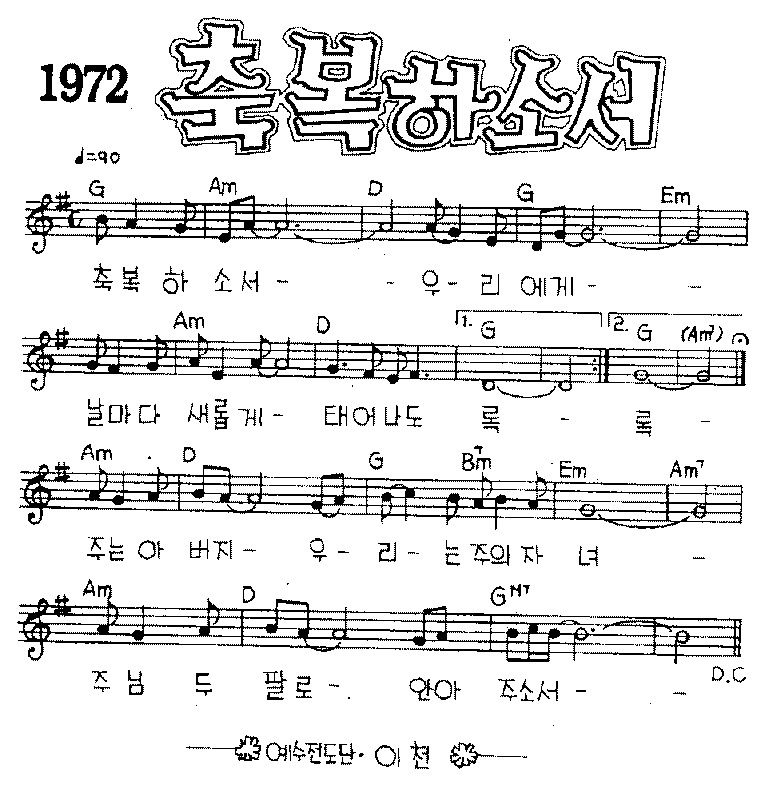 1972 축복하소서
♩=90
G Am D G Em
축복 하 소서 - - 우 - 리 에게 - -
Am D 1. G 2. G (Am7)
날마다 새롭게 - 태어나도 록 - 록 -
Am D G Bm7 Em Am7
주는 아 버지 - 우 - 리 - 는 주의 자 녀 -
Am D GM7
주 님 두 팔로 - . 안아 주소서 - -
D.C
예수전도단 · 이 천